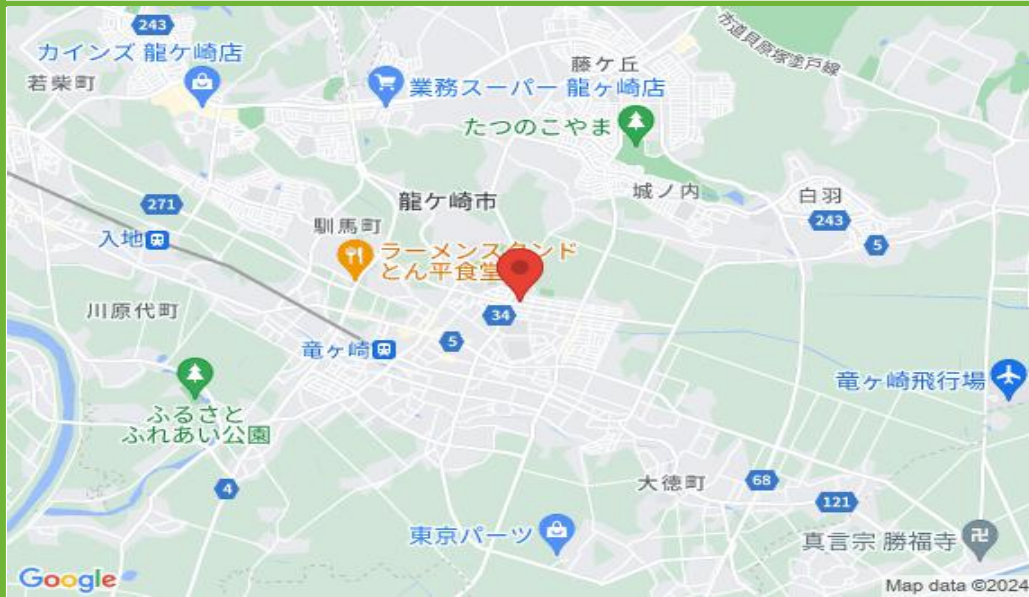 243
カインズ 龍ケ崎店
若柴町
業務スーパー 龍ヶ崎店
藤ケ丘
市道貝原塚塗戸線
たつのこやま
城ノ内
白羽
243
5
龍ケ崎市
271
入地
馴馬町
ラーメンスタンド
とん平食堂
34
川原代町
竜ヶ崎
5
竜ヶ崎飛行場
ふるさと
ふれあい公園
4
大徳町
68
121
東京パーツ
真言宗 勝福寺
Google
Map data ©2024